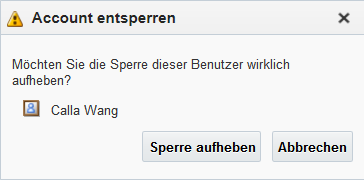 Account entsperren
Möchten Sie die Sperre dieser Benutzer wirklich
aufheben?
Calla Wang
Sperre aufheben Abbrechen